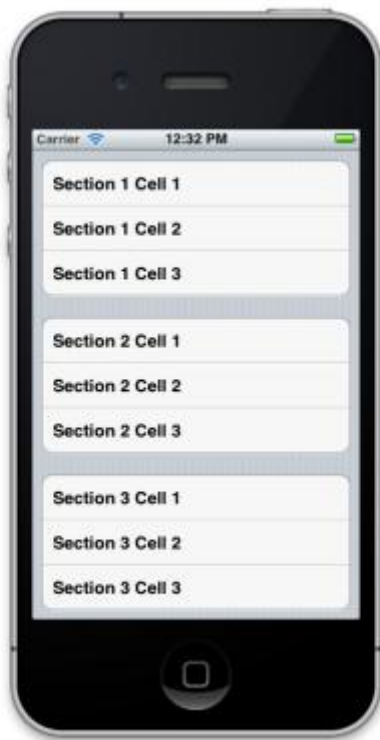 Carrier 12:32 PM
Section 1 Cell 1
Section 1 Cell 2
Section 1 Cell 3
Section 2 Cell 1
Section 2 Cell 2
Section 2 Cell 3
Section 3 Cell 1
Section 3 Cell 2
Section 3 Cell 3